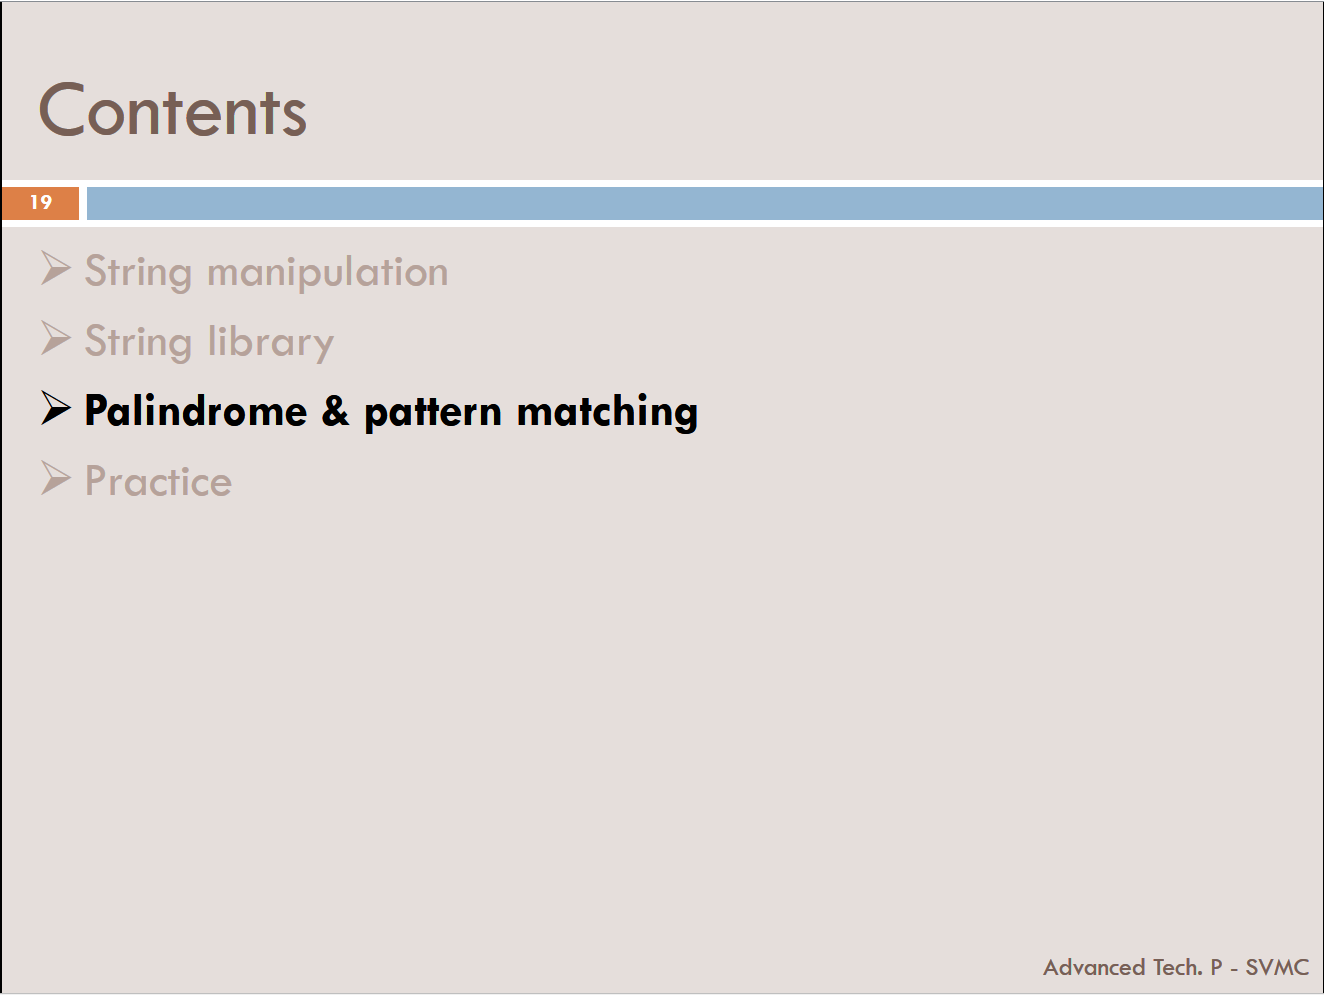 Contents
19
String manipulation
String library
Palindrome & pattern matching
Practice
Advanced Tech. P - SVMC